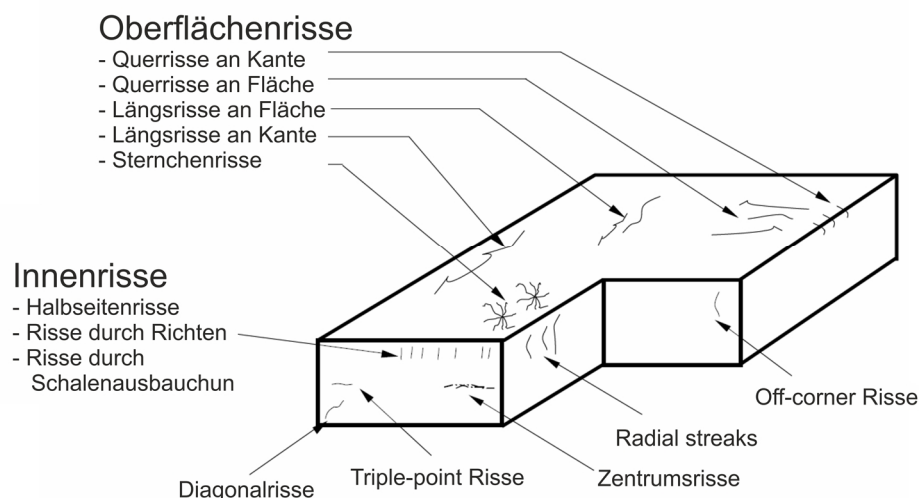 Oberflächenrisse
- Querrisse an Kante
- Querrisse an Fläche
- Längsrisse an Fläche
- Längsrisse an Kante
- Sternchenrisse
Innenrisse
- Halbseitenrisse
- Risse durch Richten
- Risse durch
Schalenausbauchun
Off-corner Risse
Radial streaks
Zentrumsrisse
Triple-point Risse
Diagonalrisse